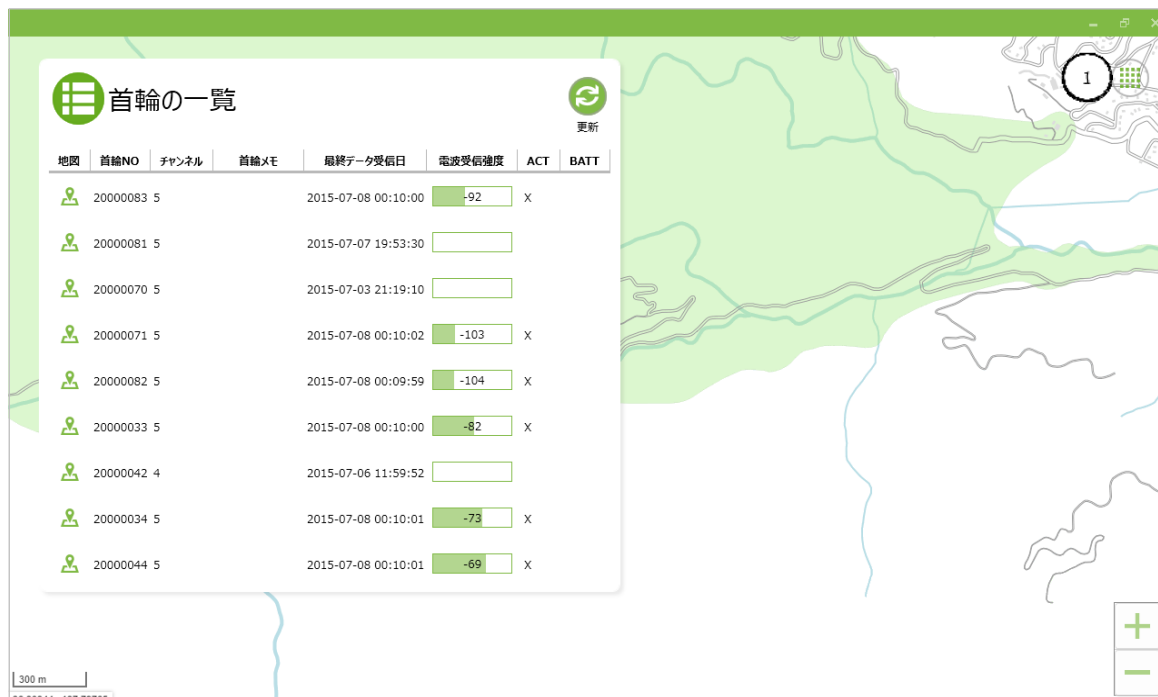 1
首輪の一覧
更新
地図 首輪NO チャンネル 首輪メモ 最終データ受信日 電波受信強度 ACT BATT
20000083 5 2015-07-08 00:10:00 -92 X
20000081 5 2015-07-07 19:53:30
20000070 5 2015-07-03 21:19:10
20000071 5 2015-07-08 00:10:02 -103 X
20000082 5 2015-07-08 00:09:59 -104 X
20000033 5 2015-07-08 00:10:00 -82 X
20000042 4 2015-07-06 11:59:52
20000034 5 2015-07-08 00:10:01 -73 X
20000044 5 2015-07-08 00:10:01 -69 X
300 m